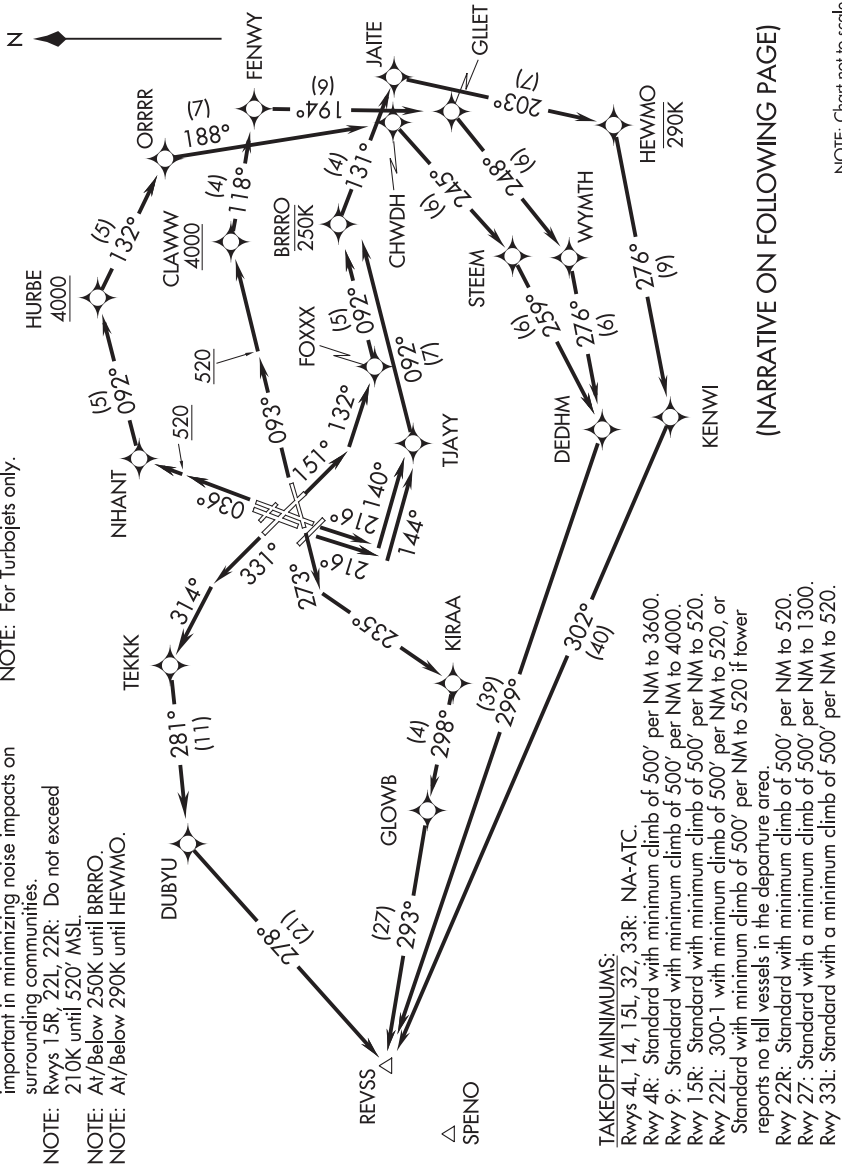 important in minimizing noise impacts on
surrounding communities.
NOTE: Rwys 15R, 22L, 22R: Do not exceed
210K until 520' MSL.
NOTE: At/Below 250K until BRRRO.
NOTE: At/Below 290K until HEWMO.
NOTE: For Turbojets only.
N
HURBE
4000
(5)
132°
ORRRR
(7)
188°
FENWY
(6)
194°
JAITE
GLLET
(7)
203°
HEWMO
290K
(5)
092°
NHANT
520
036°
CLAWW
4000
(4)
118°
520
093°
BRRRO
250K
(4)
131°
CHWDH
FOXXX
(5)
092°
151°
132°
092°
(7)
TJAYY
216°
140°
216°
144°
(6)
245°
248°
(6)
STEEM
WYMTH
(6)
259°
276°
(6)
276°
(9)
DEDHM
KENWI
TEKKK
314°
331°
281°
(11)
DUBYU
278°
(21)
273°
235°
KIRAA
(4)
298°
GLOWB
(27)
293°
(39)
299°
302°
(40)
REVSS
SPENO
(NARRATIVE ON FOLLOWING PAGE)
TAKEOFF MINIMUMS:
Rwys 4L, 14, 15L, 32, 33R: NA-ATC.
Rwy 4R: Standard with minimum climb of 500' per NM to 3600.
Rwy 9: Standard with minimum climb of 500' per NM to 4000.
Rwy 15R: Standard with minimum climb of 500' per NM to 520.
Rwy 22L: 300-1 with minimum climb of 500' per NM to 520, or
Standard with minimum climb of 500' per NM to 520 if tower
reports no tall vessels in the departure area.
Rwy 22R: Standard with minimum climb of 500' per NM to 520.
Rwy 27: Standard with a minimum climb of 500' per NM to 1300.
Rwy 33L: Standard with a minimum climb of 500' per NM to 520.
NOTE: Chart not to scale